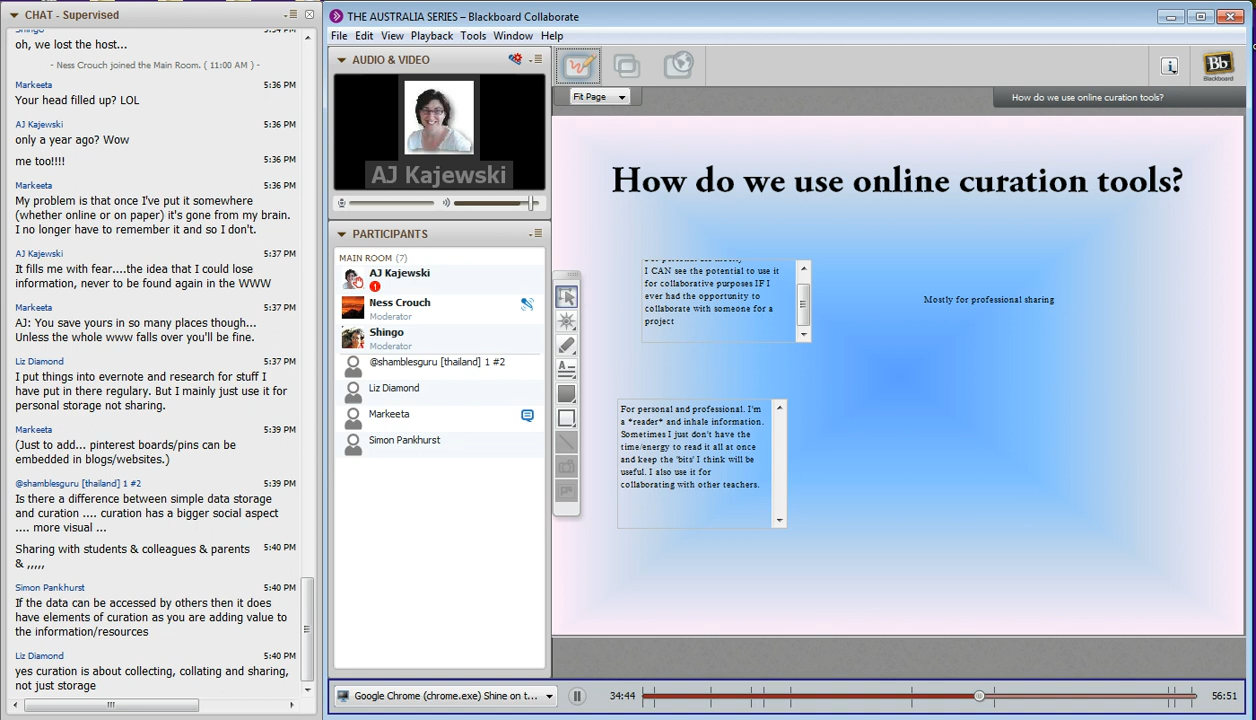 CHAT - Supervised
Shingo 5:34 PM
oh, we lost the host...
- Ness Crouch joined the Main Room. ( 11:00 AM ) -
Markeeta 5:36 PM
Your head filled up? LOL
AJ Kajewski 5:36 PM
only a year ago? Wow
me too!!!! 5:36 PM
Markeeta 5:36 PM
My problem is that once I've put it somewhere
(whether online or on paper) it's gone from my brain.
I no longer have to remember it and so I don't.
AJ Kajewski 5:37 PM
It fills me with fear....the idea that I could lose
information, never to be found again in the WWW
Markeeta 5:37 PM
AJ: You save yours in so many places though...
Unless the whole www falls over you'll be fine.
Liz Diamond 5:37 PM
I put things into evernote and research for stuff I
have put in there regulary. But I mainly just use it for
personal storage not sharing.
Markeeta 5:39 PM
(Just to add... pinterest boards/pins can be
embedded in blogs/websites.)
@shamblesguru [thailand] 1 #2 5:39 PM
Is there a difference between simple data storage
and curation .... curation has a bigger social aspect
.... more visual ...
Sharing with students & colleagues & parents 5:40 PM
& ,,,,,
Simon Pankhurst 5:40 PM
If the data can be accessed by others then it does
have elements of curation as you are adding value to
the information/resources
Liz Diamond 5:40 PM
yes curation is about collecting, collating and sharing,
not just storage
THE AUSTRALIA SERIES – Blackboard Collaborate
File Edit View Playback Tools Window Help
AUDIO & VIDEO
AJ Kajewski
PARTICIPANTS
MAIN ROOM (7)
AJ Kajewski
1
Ness Crouch
Moderator
Shingo
Moderator
@shamblesguru [thailand] 1 #2
Liz Diamond
Markeeta
Simon Pankhurst
Bb
Blackboard
Fit Page
How do we use online curation tools?
How do we use online curation tools?
I CAN see the potential to use it
for collaborative purposes IF I
ever had the opportunity to
collaborate with someone for a
project
Mostly for professional sharing
For personal and professional. I'm
a *reader* and inhale information.
Sometimes I just don't have the
time/energy to read it all at once
and keep the 'bits' I think will be
useful. I also use it for
collaborating with other teachers.
Google Chrome (chrome.exe) Shine on t...
34:44
56:51